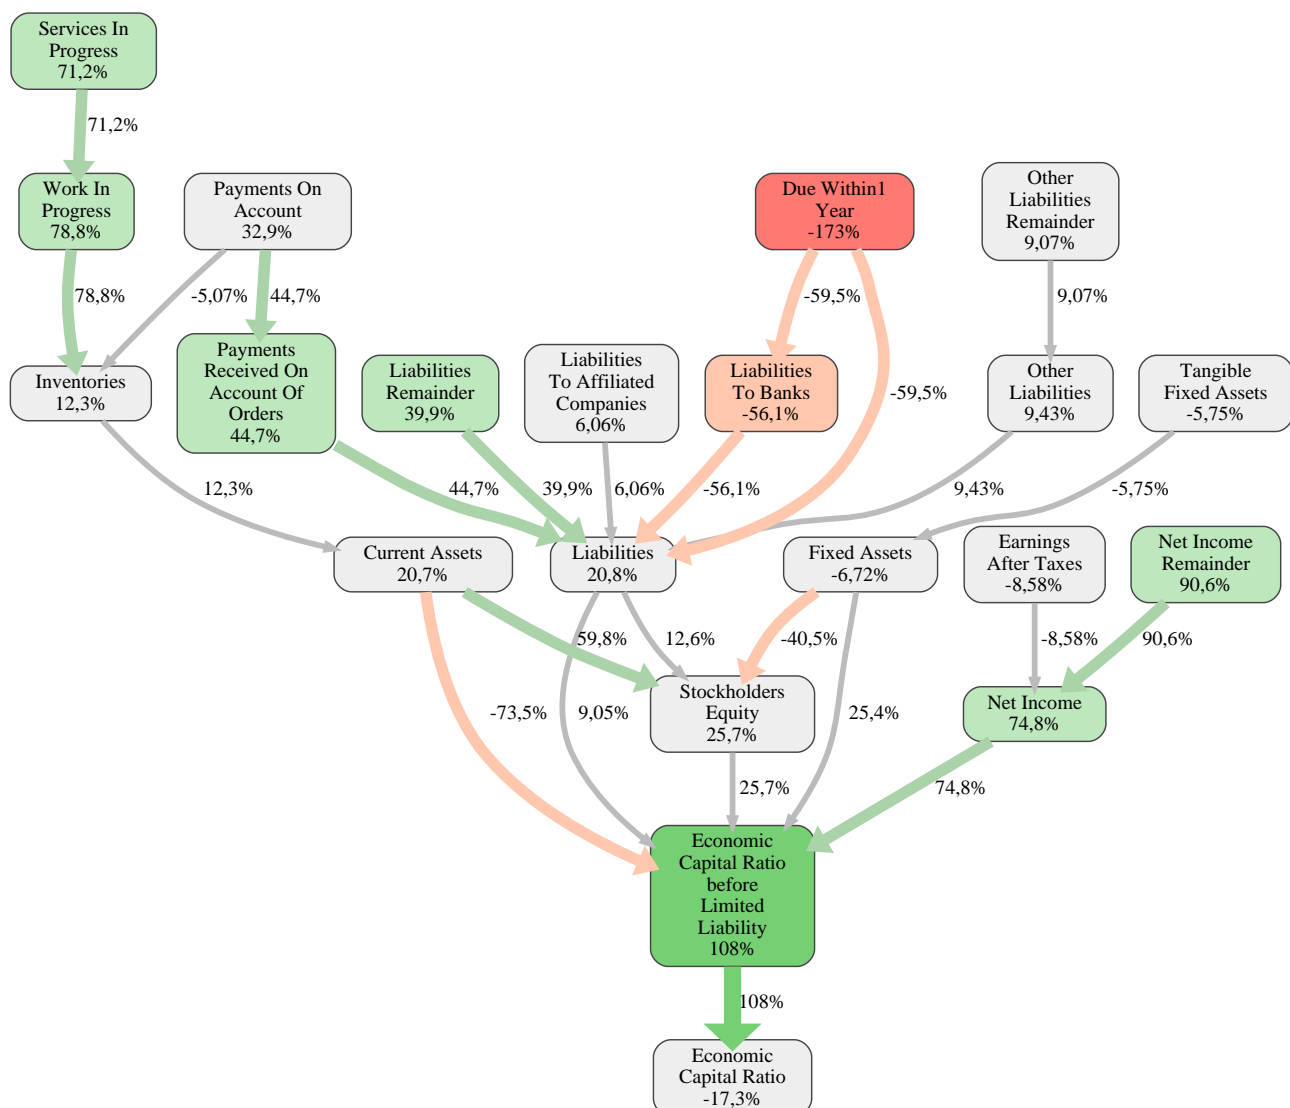 Services In
Progress
71,2%
71,2%
Work In
Progress
78,8%
Payments On
Account
32,9%
Due Within1
Year
-173%
Other
Liabilities
Remainder
9,07%
78,8%
-5,07%
44,7%
-59,5%
9,07%
Inventories
12,3%
Payments
Received On
Account Of
Orders
44,7%
Liabilities
Remainder
39,9%
Liabilities
To Affiliated
Companies
6,06%
Liabilities
To Banks
-56,1%
-59,5%
Other
Liabilities
9,43%
Tangible
Fixed Assets
-5,75%
12,3%
44,7%
39,9%
6,06%
-56,1%
9,43%
-5,75%
Current Assets
20,7%
Liabilities
20,8%
Fixed Assets
-6,72%
Earnings
After Taxes
-8,58%
Net Income
Remainder
90,6%
59,8%
12,6%
-40,5%
-8,58%
90,6%
-73,5%
9,05%
Stockholders
Equity
25,7%
25,4%
Net Income
74,8%
25,7%
74,8%
Economic
Capital Ratio
before
Limited
Liability
108%
108%
Economic
Capital Ratio
-17,3%